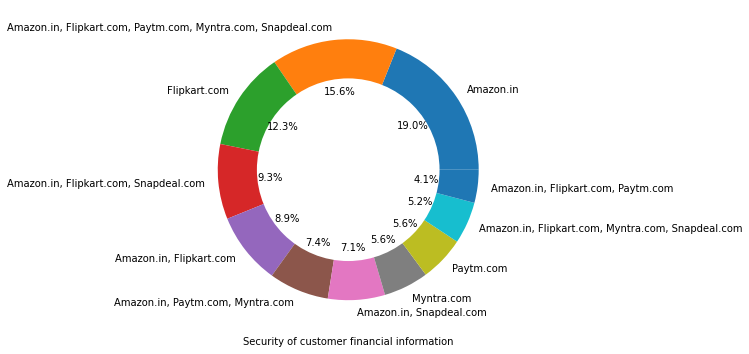 Amazon.in, Flipkart.com, Paytm.com, Myntra.com, Snapdeal.com
15.6%
Amazon.in
19.0%
Flipkart.com
12.3%
Amazon.in, Flipkart.com, Snapdeal.com
9.3%
4.1%
Amazon.in, Flipkart.com, Paytm.com
5.2%
Amazon.in, Flipkart.com, Myntra.com, Snapdeal.com
8.9%
Amazon.in, Flipkart.com
5.6%
Paytm.com
7.4%
Amazon.in, Paytm.com, Myntra.com
7.1%
Amazon.in, Snapdeal.com
5.6%
Myntra.com
Security of customer financial information